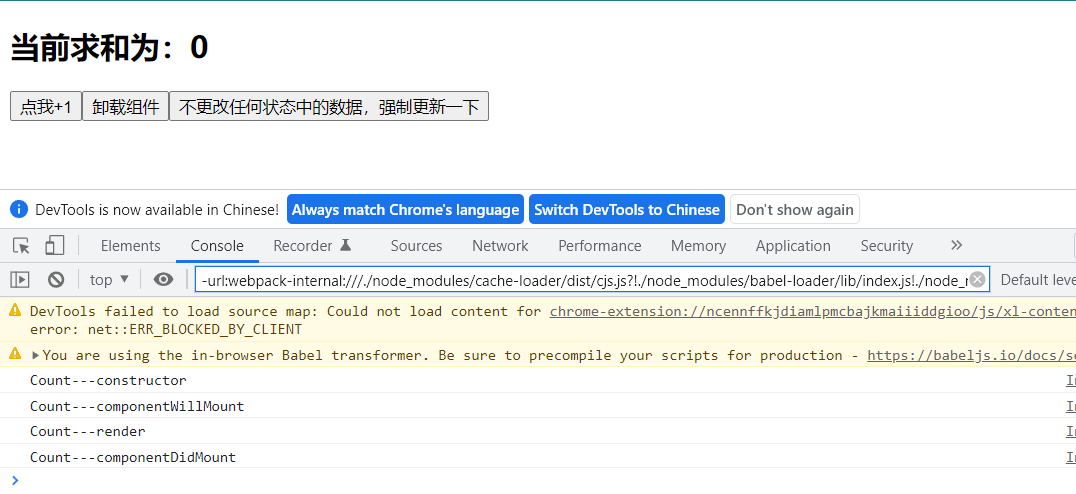 当前求和为：0
点我+1 卸载组件 不更改任何状态中的数据，强制更新一下
DevTools is now available in Chinese! Always match Chrome's language Switch DevTools to Chinese Don't show again
Elements Console Recorder Sources Network Performance Memory Application Security »
top ▼ -url:webpack-internal:///./node_modules/cache-loader/dist/cjs.js?!./node_modules/babel-loader/lib/index.js!./node_ Default leve
DevTools failed to load source map: Could not load content for chrome-extension://ncennffkjdiamlpmcbajkmaiiiddgioo/js/xl-conten
error: net::ERR_BLOCKED_BY_CLIENT
You are using the in-browser Babel transformer. Be sure to precompile your scripts for production - https://babeljs.io/docs/s
Count---constructor
Count---componentWillMount
Count---render
Count---componentDidMount